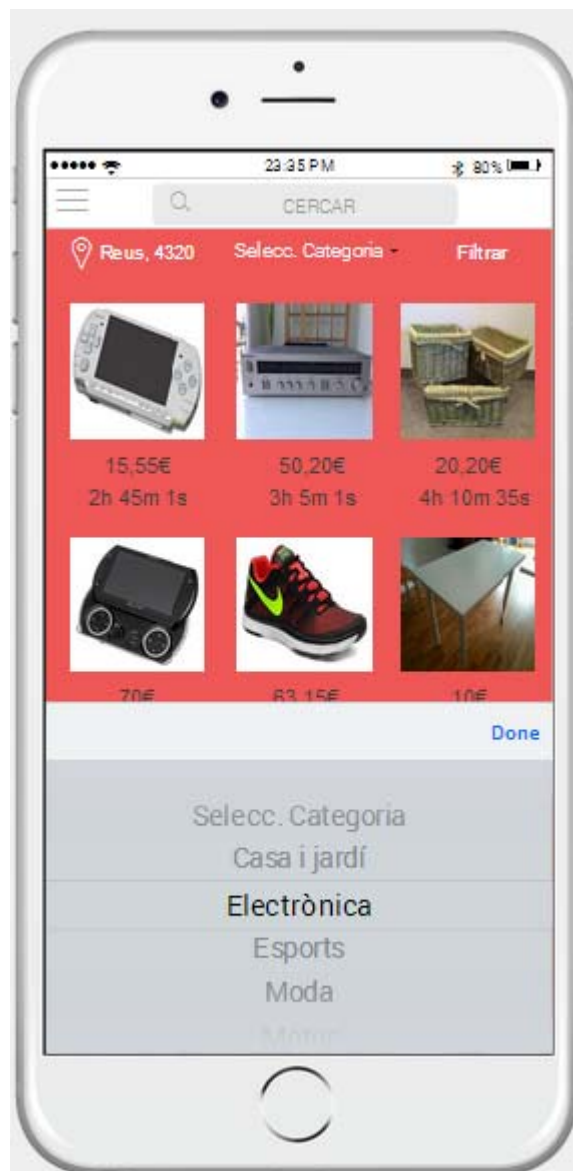 23:35 PM 80%
CERCAR
Reus, 4320 Selecc. Categoria Filtrar
15,55€ 50,20€ 20,20€
2h 45m 1s 3h 5m 1s 4h 10m 35s
70€ 63,15€ 10€
Done
Selecc. Categoria
Casa i jardí
Electrònica
Esports
Moda
Motor